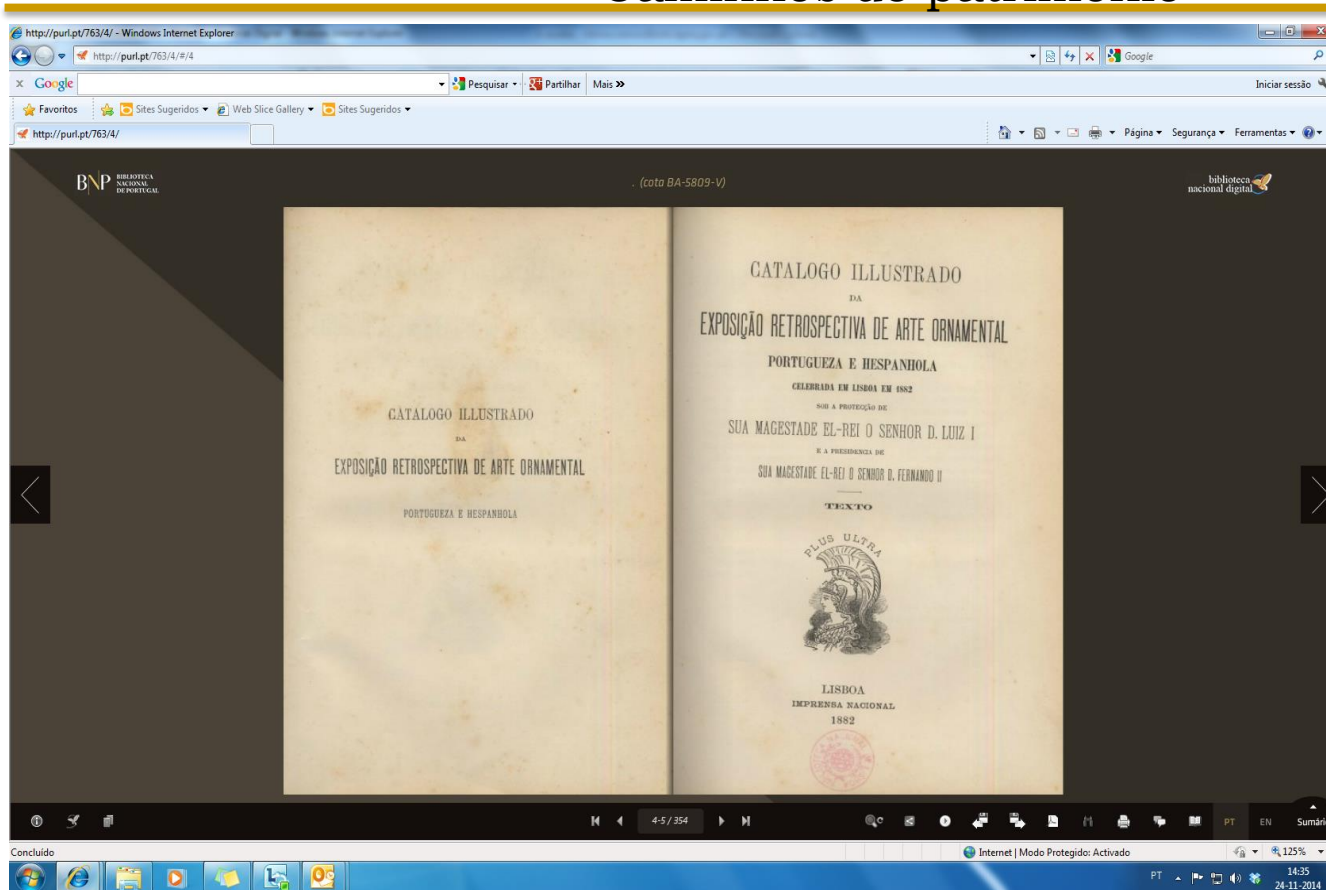 http://purl.pt/763/4/ - Windows Internet Explorer
http://purl.pt/763/4/#/4
Google
x Google
Pesquisar
Partilhar
Mais »
Iniciar sessão
Favoritos
Sites Sugeridos
Web Slice Gallery
Sites Sugeridos
http://purl.pt/763/4/
Página
Segurança
Ferramentas
BNP BIBLIOTECA
NACIONAL
DE PORTUGAL
. (cota BA-5809-V)
biblioteca
nacional digital
CATALOGO ILLUSTRADO
DA
EXPOSIÇÃO RETROSPECTIVA DE ARTE ORNAMENTAL
PORTUGUEZA E HESPANHOLA
CATALOGO ILLUSTRADO
DA
EXPOSIÇÃO RETROSPECTIVA DE ARTE ORNAMENTAL
PORTUGUEZA E HESPANHOLA
CELEBRADA EM LISBOA EM 1882
SOB A PROTECÇÃO DE
SUA MAGESTADE EL-REI O SENHOR D. LUIZ I
E A PRESIDENCIA DE
SUA MAGESTADE EL-REI O SENHOR D. FERNANDO II
TEXTO
PLUS ULTRA
LISBOA
IMPRENSA NACIONAL
1882
4-5 / 354
PT
EN
Sumári
Concluído
Internet | Modo Protegido: Activado
125%
PT
14:35
24-11-2014